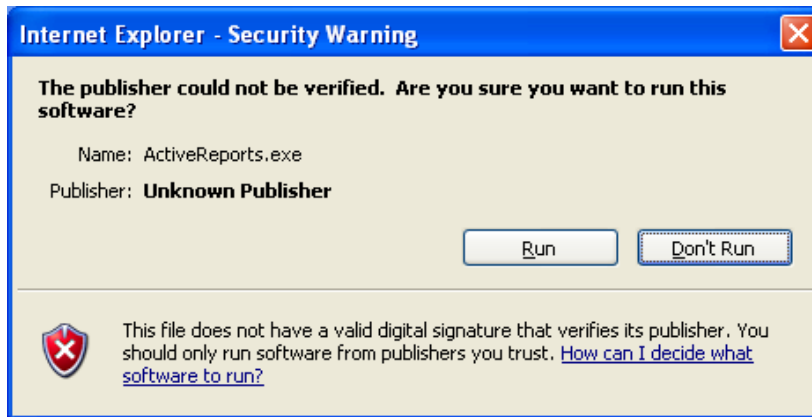 Internet Explorer - Security Warning
The publisher could not be verified. Are you sure you want to run this
software?
Name: ActiveReports.exe
Publisher: Unknown Publisher
Run Don't Run
This file does not have a valid digital signature that verifies its publisher. You
should only run software from publishers you trust. How can I decide what
software to run?